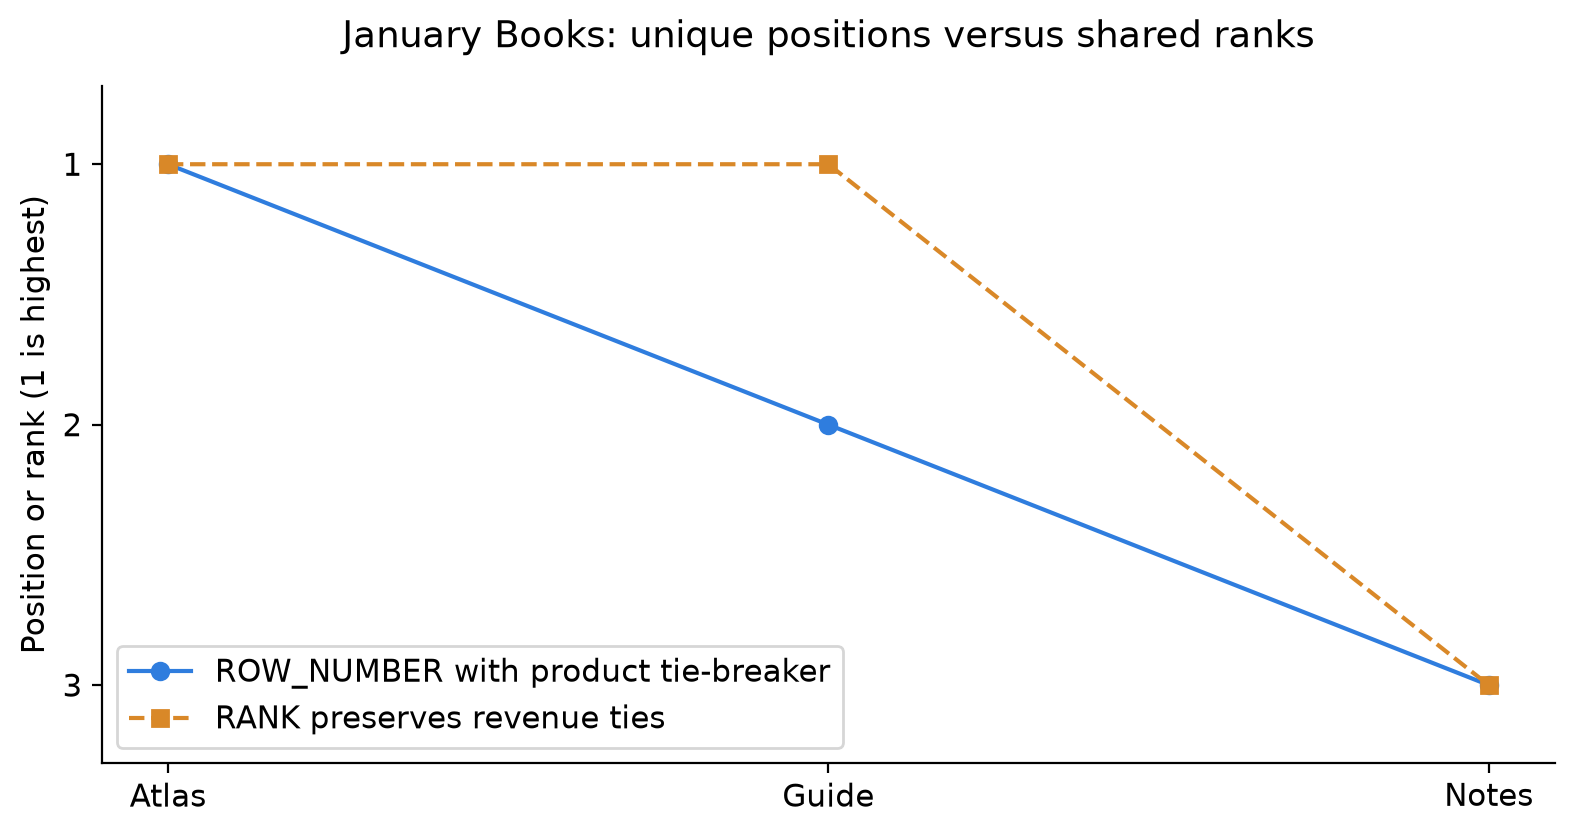 January Books: unique positions versus shared ranks
Position or rank (1 is highest)
1
2
3
ROW_NUMBER with product tie-breaker
RANK preserves revenue ties
Atlas
Guide
Notes